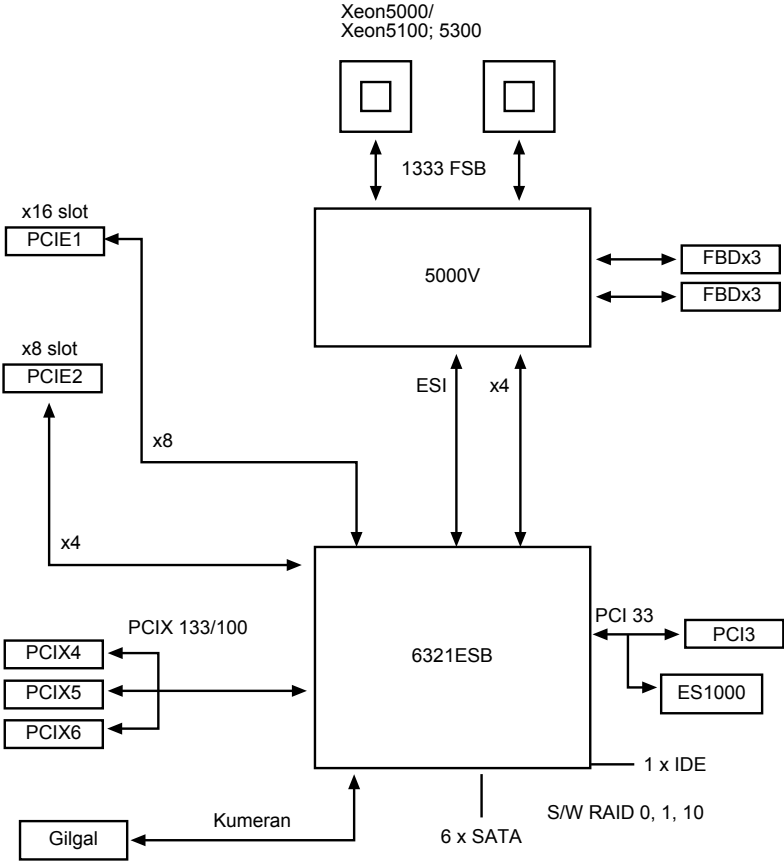 Xeon5000/
Xeon5100; 5300
1333 FSB
x16 slot
PCIE1
5000V
FBDx3
FBDx3
x8 slot
PCIE2
ESI
x4
x8
x4
PCIX 133/100
PCI 33
PCIX4
6321ESB
PCI3
PCIX5
ES1000
PCIX6
1 x IDE
S/W RAID 0, 1, 10
Kumeran
6 x SATA
Gilgal